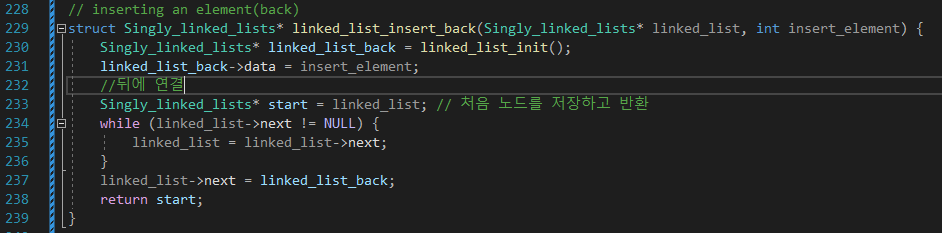 228 // inserting an element(back)
229 struct Singly_linked_lists* linked_list_insert_back(Singly_linked_lists* linked_list, int insert_element) {
230 Singly_linked_lists* linked_list_back = linked_list_init();
231 linked_list_back->data = insert_element;
232 //뒤에 연결
233 Singly_linked_lists* start = linked_list; // 처음 노드를 저장하고 반환
234 while (linked_list->next != NULL) {
235 linked_list = linked_list->next;
236 }
237 linked_list->next = linked_list_back;
238 return start;
239 }